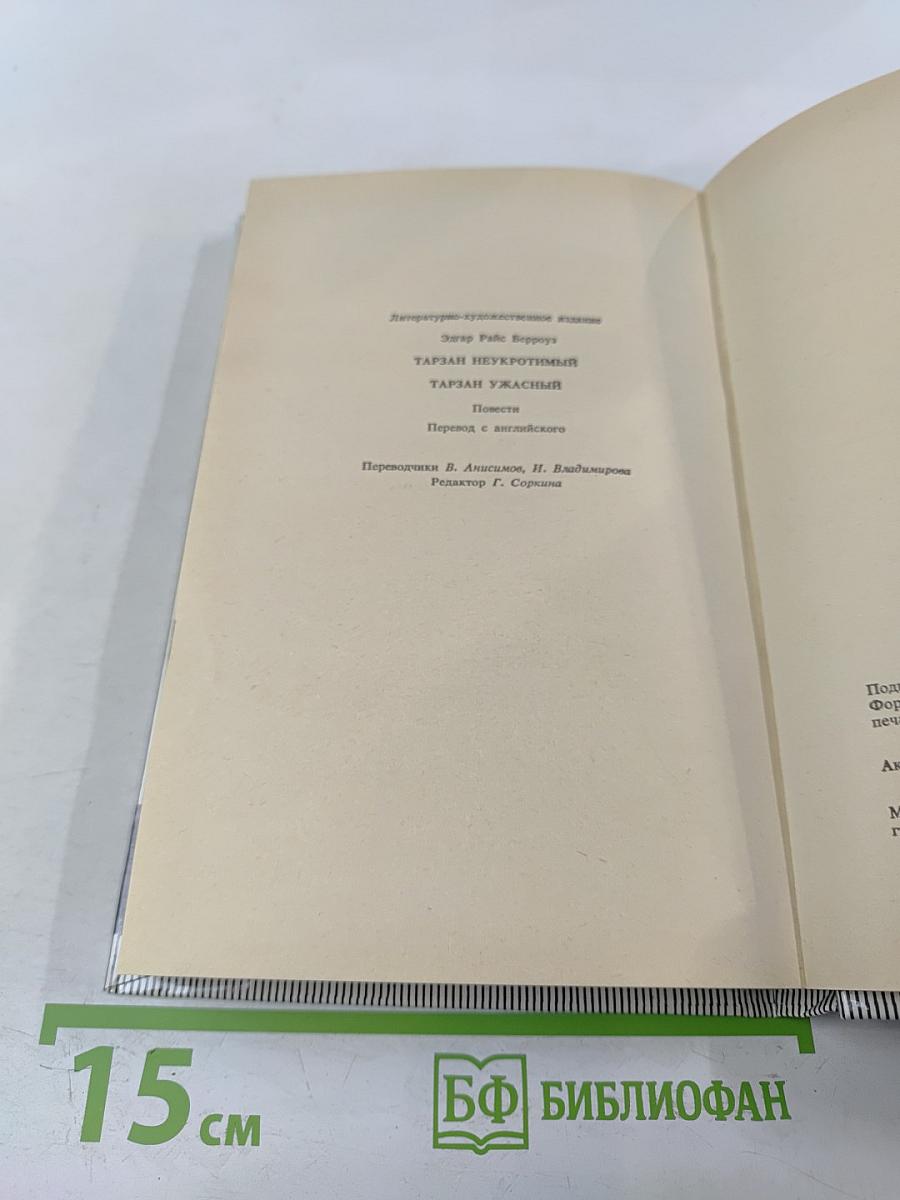 Литературно-художественное издание
Эдгар Райс Берроуз
ТАРЗАН НЕУКРОТИМЫЙ
ТАРЗАН УЖАСНЫЙ
Повести
Перевод с английского
Переводчики В. Анисимов, И. Владимирова
Редактор Г. Соркина
15 см
БФ БИБЛИОФАН